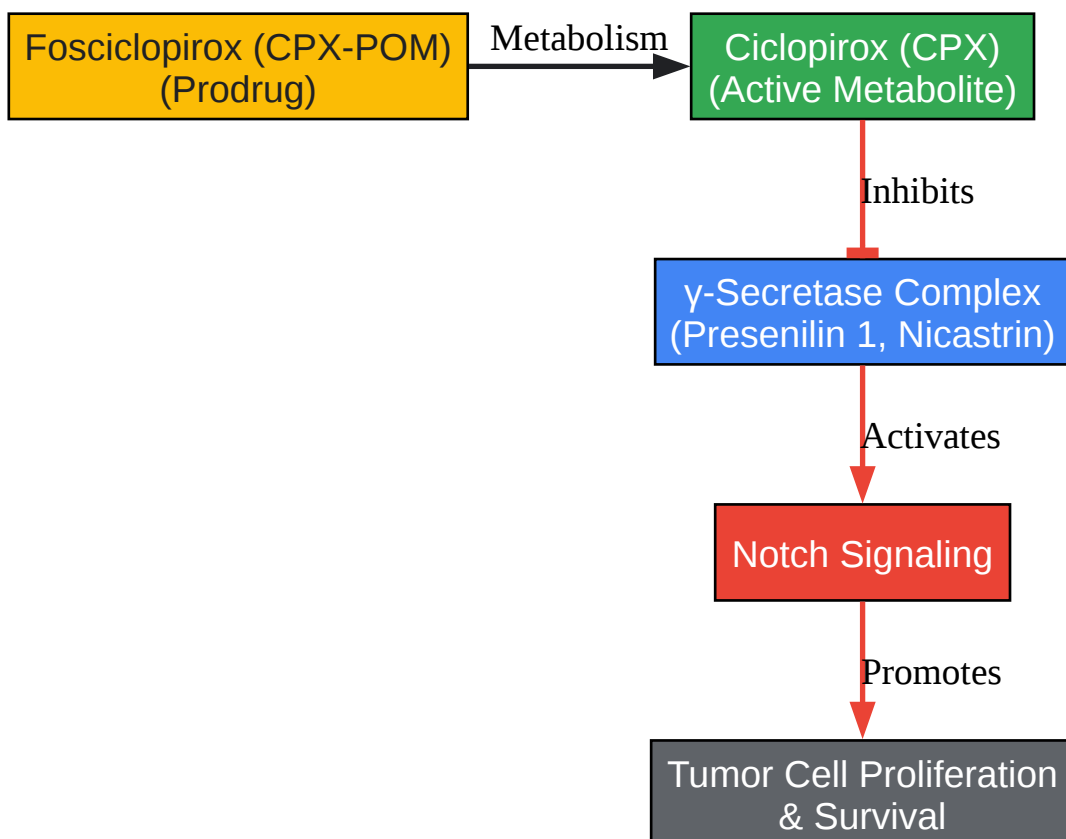 Fosciclopirox (CPX-POM)
(Prodrug)
Metabolism
Ciclopirox (CPX)
(Active Metabolite)
Inhibits
γ-Secretase Complex
(Presenilin 1, Nicastrin)
Activates
Notch Signaling
Promotes
Tumor Cell Proliferation
& Survival